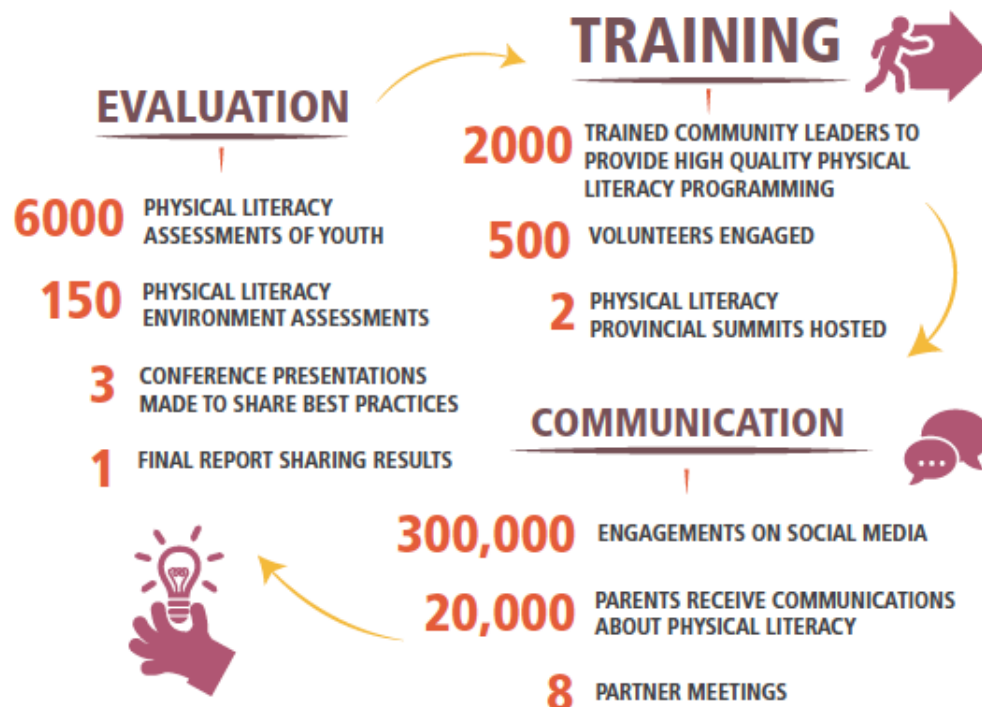 EVALUATION
6000 PHYSICAL LITERACY
ASSESSMENTS OF YOUTH
150 PHYSICAL LITERACY
ENVIRONMENT ASSESSMENTS
3 CONFERENCE PRESENTATIONS
MADE TO SHARE BEST PRACTICES
1 FINAL REPORT SHARING RESULTS
TRAINING
2000 TRAINED COMMUNITY LEADERS TO
PROVIDE HIGH QUALITY PHYSICAL
LITERACY PROGRAMMING
500 VOLUNTEERS ENGAGED
2 PHYSICAL LITERACY
PROVINCIAL SUMMITS HOSTED
COMMUNICATION
300,000 ENGAGEMENTS ON SOCIAL MEDIA
20,000 PARENTS RECEIVE COMMUNICATIONS
ABOUT PHYSICAL LITERACY
8 PARTNER MEETINGS